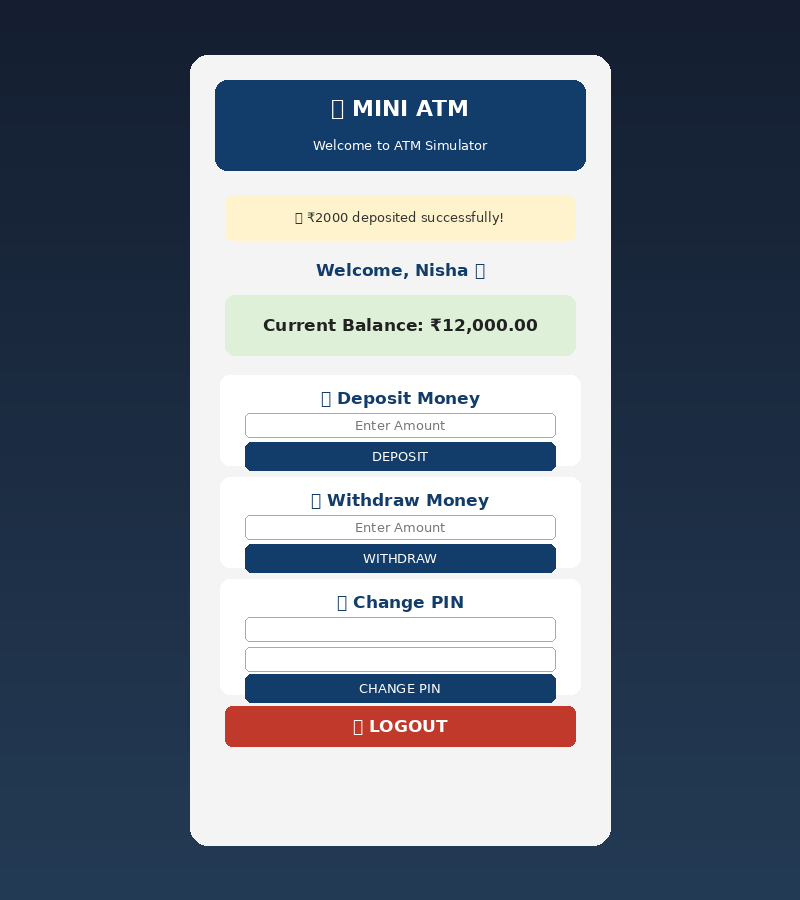 MINI ATM
Welcome to ATM Simulator
₹2000 deposited successfully!
Welcome, Nisha
Current Balance: ₹12,000.00
Deposit Money
Enter Amount
DEPOSIT
Withdraw Money
Enter Amount
WITHDRAW
Change PIN
CHANGE PIN
LOGOUT